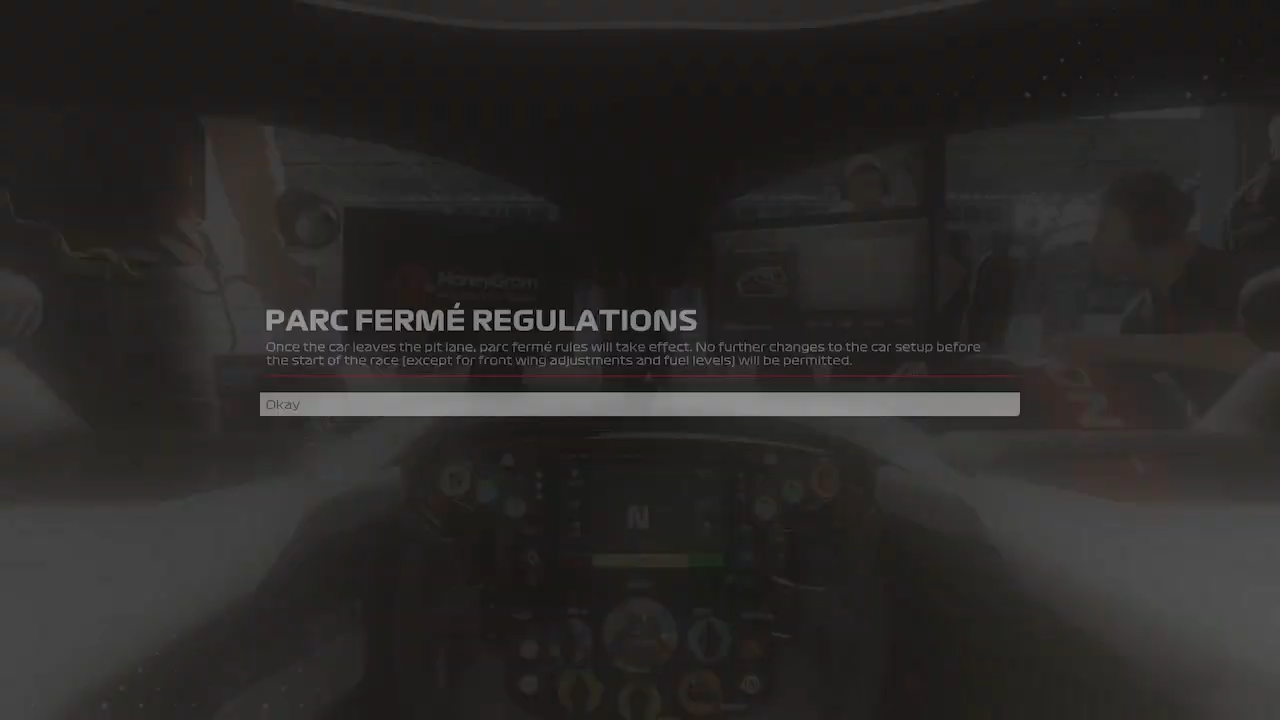 MoneyGram
PARC FERMÉ REGULATIONS
Once the car leaves the pit lane, parc fermé rules will take effect. No further changes to the car setup before
the start of the race (except for front wing adjustments and fuel levels) will be permitted.
Okay
N